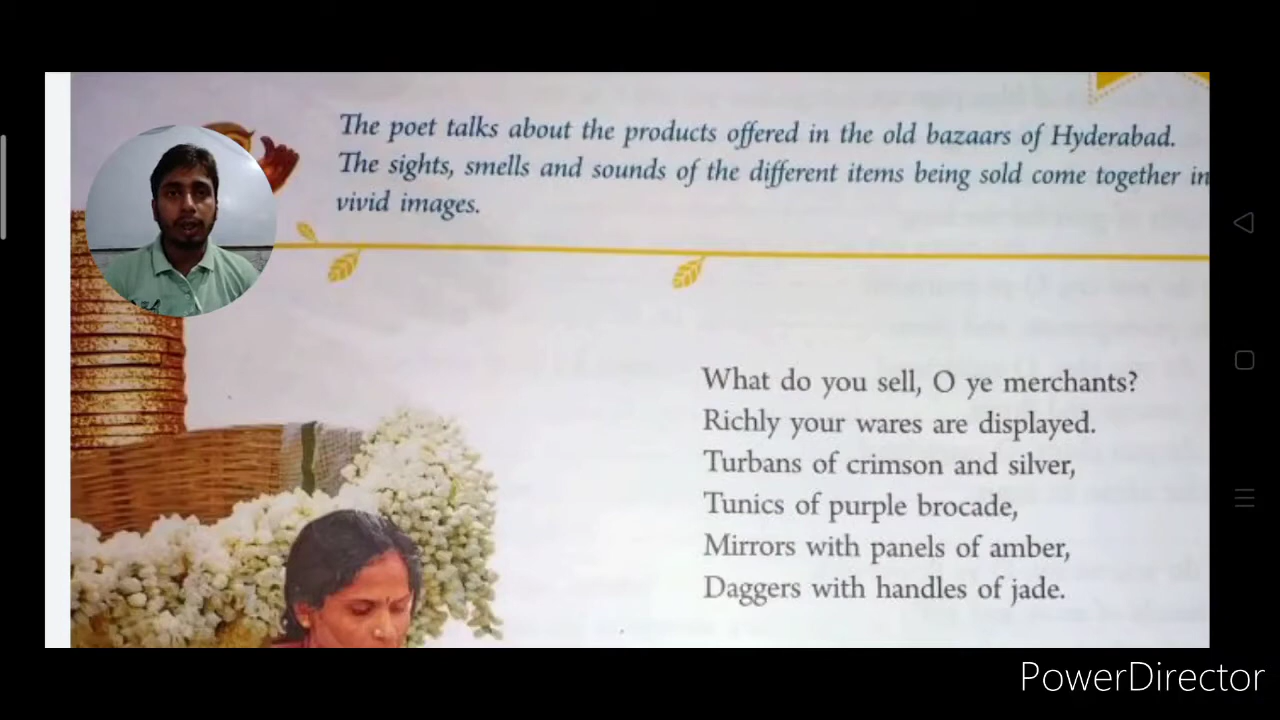 The poet talks about the products offered in the old bazaars of Hyderabad.
The sights, smells and sounds of the different items being sold come together in
vivid images.
What do you sell, O ye merchants?
Richly your wares are displayed.
Turbans of crimson and silver,
Tunics of purple brocade,
Mirrors with panels of amber,
Daggers with handles of jade.
PowerDirector